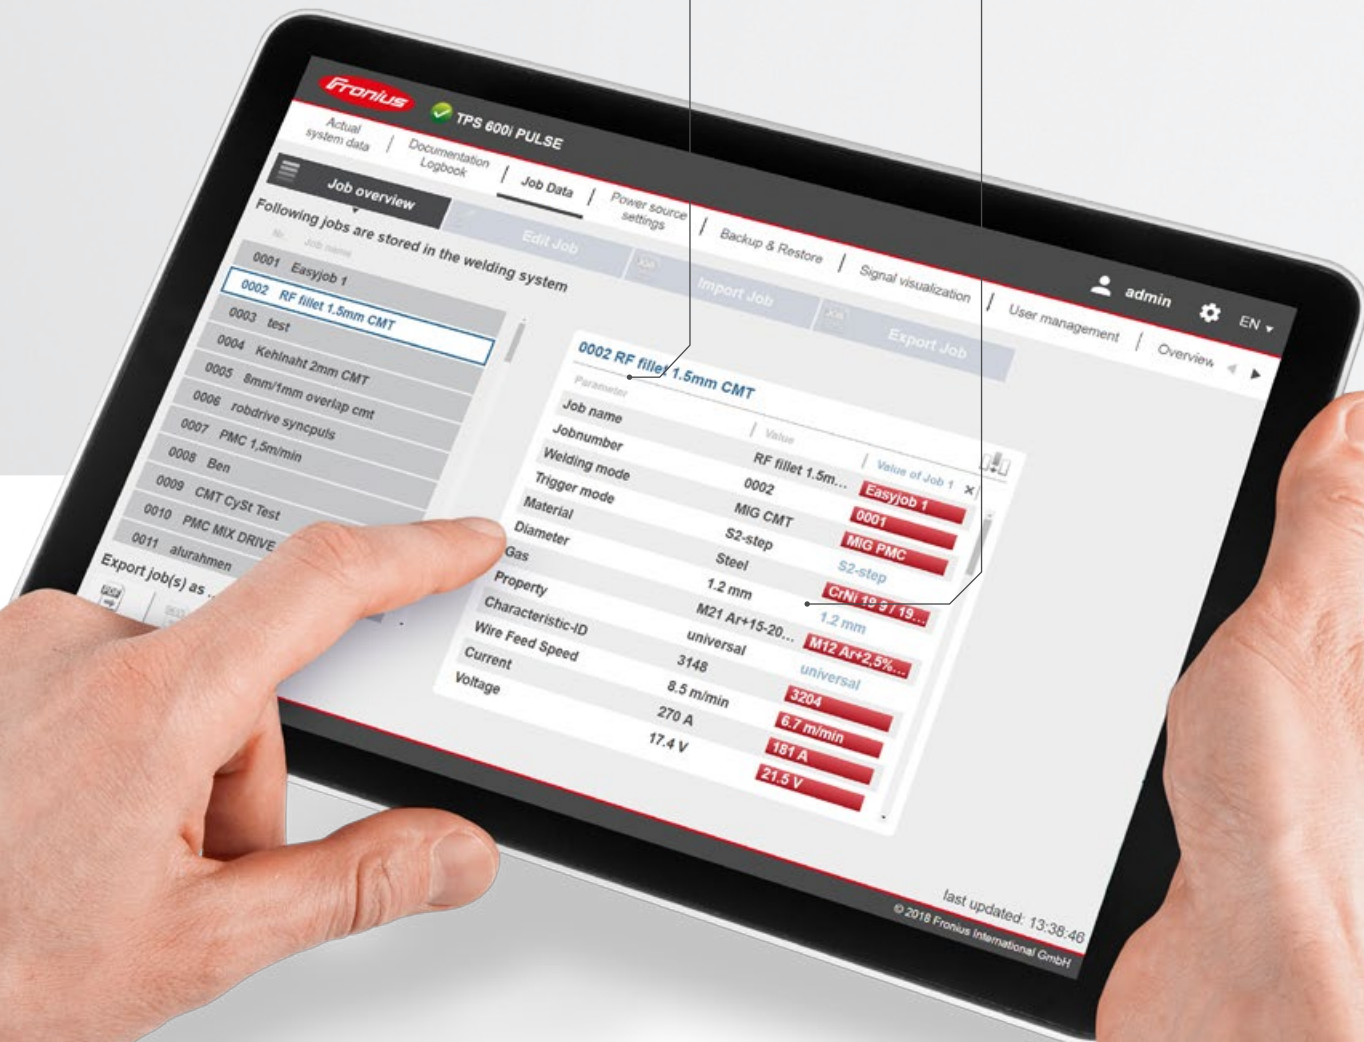 Fronius
TPS 600i PULSE
admin
EN
Actual system data
Documentation Logbook
Job Data
Power source settings
Backup & Restore
Signal visualization
User management
Overview
Job overview
Edit Job
Import Job
Export Job
Following jobs are stored in the welding system
Nr. Job name
0001 Easyjob 1
0002 RF fillet 1.5mm CMT
0003 test
0004 Kehlnaht 2mm CMT
0005 8mm/1mm overlap cmt
0006 robdrive syncpuls
0007 PMC 1,5m/min
0008 Ben
0009 CMT CySt Test
0010 PMC MIX DRIVE
0011 alurahmen
Export job(s) as ...
0002 RF fillet 1.5mm CMT
Parameter Value Value of Job 1 ×
Job name RF fillet 1.5m... Easyjob 1
Jobnumber 0002 0001
Welding mode MIG CMT MIG PMC
Trigger mode S2-step S2-step
Material Steel CrNi 19 9 / 19...
Diameter 1.2 mm 1.2 mm
Gas M21 Ar+15-20... M12 Ar+2,5%...
Property universal universal
Characteristic-ID 3148 3204
Wire Feed Speed 8.5 m/min 6.7 m/min
Current 270 A 181 A
Voltage 17.4 V 21.5 V
last updated: 13:38:46
© 2018 Fronius International GmbH